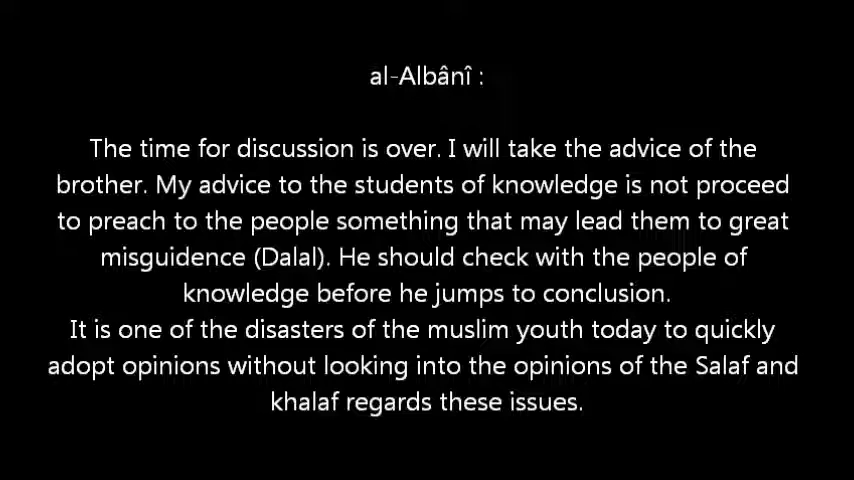 al-Albânî :
The time for discussion is over. I will take the advice of the
brother. My advice to the students of knowledge is not proceed
to preach to the people something that may lead them to great
misguidence (Dalal). He should check with the people of
knowledge before he jumps to conclusion.
It is one of the disasters of the muslim youth today to quickly
adopt opinions without looking into the opinions of the Salaf and
khalaf regards these issues.